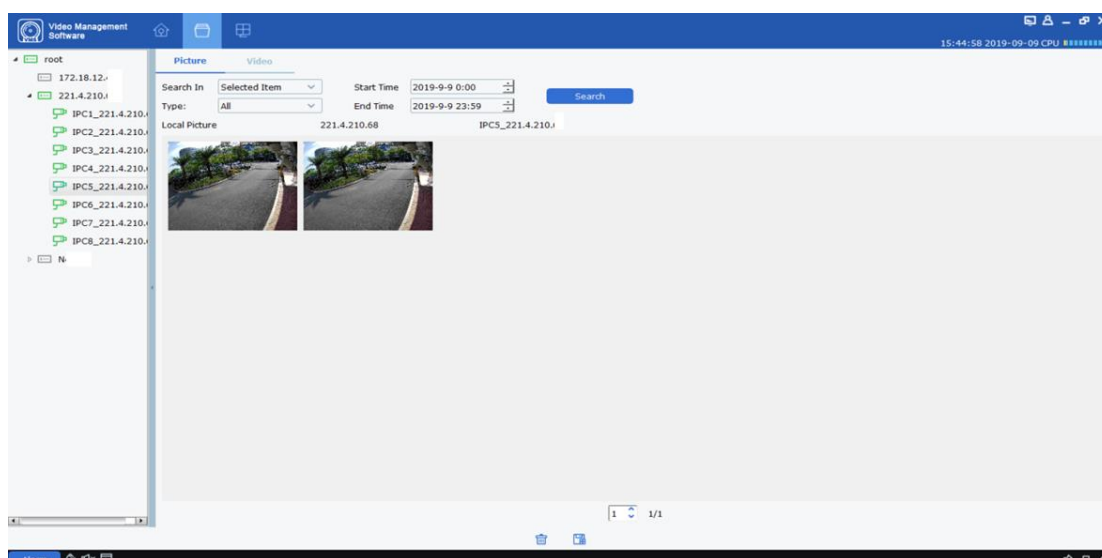 Video Management
Software
15:44:58 2019-09-09 CPU
root
172.18.12.
221.4.210.
IPC1_221.4.210.
IPC2_221.4.210.
IPC3_221.4.210.
IPC4_221.4.210.
IPC5_221.4.210.
IPC6_221.4.210.
IPC7_221.4.210.
IPC8_221.4.210.
N
Picture Video
Search In Selected Item Start Time 2019-9-9 0:00 Search
Type: All End Time 2019-9-9 23:59
Local Picture 221.4.210.68 IPC5_221.4.210.
1 1/1